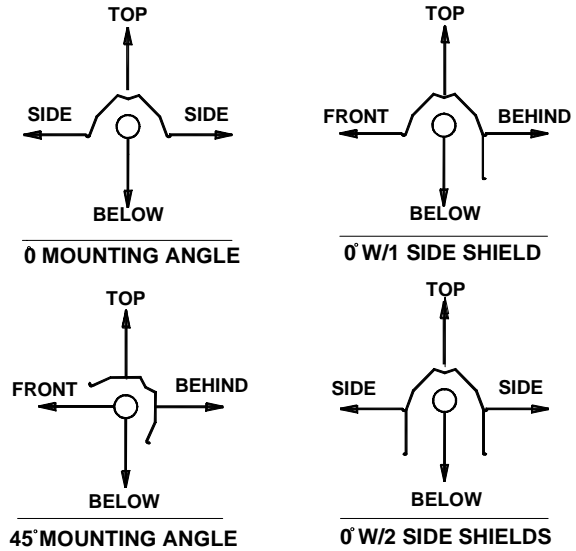 TOP
SIDE SIDE
BELOW
0° MOUNTING ANGLE
TOP
FRONT BEHIND
BELOW
0° W/1 SIDE SHIELD
TOP
FRONT BEHIND
BELOW
45° MOUNTING ANGLE
TOP
SIDE SIDE
BELOW
0° W/2 SIDE SHIELDS